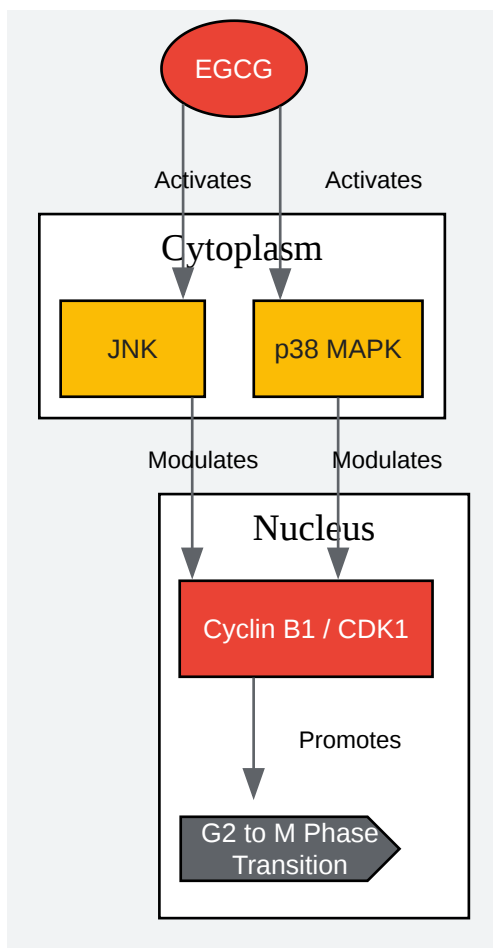 EGCG
Activates
Activates
Cytoplasm
JNK
p38 MAPK
Modulates
Modulates
Nucleus
Cyclin B1 / CDK1
Promotes
G2 to M Phase
Transition